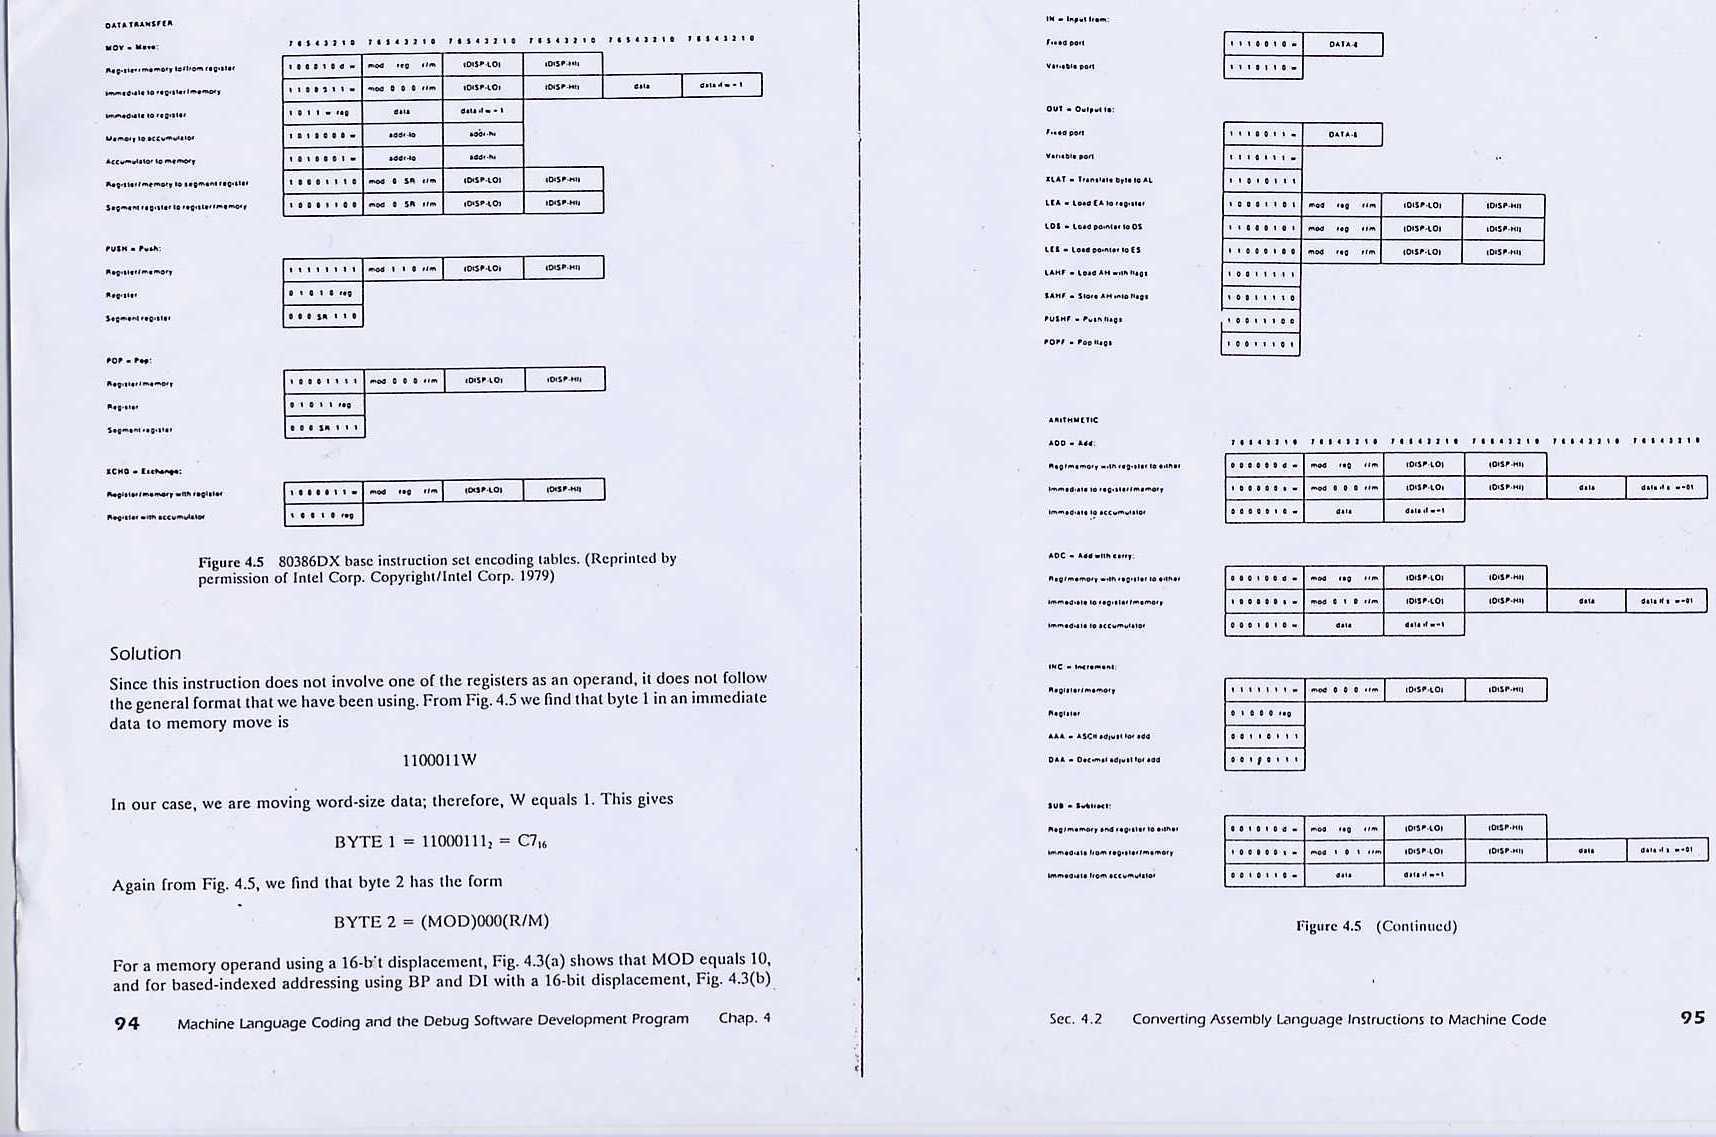 DATA TRANSFER
MOV = Move: 7 6 5 4 3 2 1 0 7 6 5 4 3 2 1 0 7 6 5 4 3 2 1 0 7 6 5 4 3 2 1 0 7 6 5 4 3 2 1 0 7 6 5 4 3 2 1 0
Register/memory to/from register 1 0 0 0 1 0 d w mod reg r/m (DISP-LO) (DISP-HI)
Immediate to register/memory 1 1 0 0 0 1 1 w mod 0 0 0 r/m (DISP-LO) (DISP-HI) data data if w = 1
Immediate to register 1 0 1 1 w reg data data if w = 1
Memory to accumulator 1 0 1 0 0 0 0 w addr-lo addr-hi
Accumulator to memory 1 0 1 0 0 0 1 w addr-lo addr-hi
Register/memory to segment register 1 0 0 0 1 1 1 0 mod 0 SR r/m (DISP-LO) (DISP-HI)
Segment register to register/memory 1 0 0 0 1 1 0 0 mod 0 SR r/m (DISP-LO) (DISP-HI)
PUSH = Push:
Register/memory 1 1 1 1 1 1 1 1 mod 1 1 0 r/m (DISP-LO) (DISP-HI)
Register 0 1 0 1 0 reg
Segment register 0 0 0 SR 1 1 0
POP = Pop:
Register/memory 1 0 0 0 1 1 1 1 mod 0 0 0 r/m (DISP-LO) (DISP-HI)
Register 0 1 0 1 1 reg
Segment register 0 0 0 SR 1 1 1
XCHG = Exchange:
Register/memory with register 1 0 0 0 0 1 1 w mod reg r/m (DISP-LO) (DISP-HI)
Register with accumulator 1 0 0 1 0 reg
Figure 4.5 80386DX base instruction set encoding tables. (Reprinted by
permission of Intel Corp. Copyright/Intel Corp. 1979)
Solution
Since this instruction does not involve one of the registers as an operand, it does not follow
the general format that we have been using. From Fig. 4.5 we find that byte 1 in an immediate
data to memory move is
1100011W
In our case, we are moving word-size data; therefore, W equals 1. This gives
BYTE 1 = 11000111₂ = C7₁₆
Again from Fig. 4.5, we find that byte 2 has the form
BYTE 2 = (MOD)000(R/M)
For a memory operand using a 16-bit displacement, Fig. 4.3(a) shows that MOD equals 10,
and for based-indexed addressing using BP and DI with a 16-bit displacement, Fig. 4.3(b)
94 Machine Language Coding and the Debug Software Development Program Chap. 4
IN = Input from:
Fixed port 1 1 1 0 0 1 0 w DATA-8
Variable port 1 1 1 0 1 1 0 w
OUT = Output to:
Fixed port 1 1 1 0 0 1 1 w DATA-8
Variable port 1 1 1 0 1 1 1 w
XLAT = Translate byte to AL 1 1 0 1 0 1 1 1
LEA = Load EA to register 1 0 0 0 1 1 0 1 mod reg r/m (DISP-LO) (DISP-HI)
LDS = Load pointer to DS 1 1 0 0 0 1 0 1 mod reg r/m (DISP-LO) (DISP-HI)
LES = Load pointer to ES 1 1 0 0 0 1 0 0 mod reg r/m (DISP-LO) (DISP-HI)
LAHF = Load AH with flags 1 0 0 1 1 1 1 1
SAHF = Store AH into flags 1 0 0 1 1 1 1 0
PUSHF = Push flags 1 0 0 1 1 1 0 0
POPF = Pop flags 1 0 0 1 1 1 0 1
ARITHMETIC
ADD = Add: 7 6 5 4 3 2 1 0 7 6 5 4 3 2 1 0 7 6 5 4 3 2 1 0 7 6 5 4 3 2 1 0 7 6 5 4 3 2 1 0 7 6 5 4 3 2 1 0
Reg/memory with register to either 0 0 0 0 0 0 d w mod reg r/m (DISP-LO) (DISP-HI)
Immediate to register/memory 1 0 0 0 0 0 s w mod 0 0 0 r/m (DISP-LO) (DISP-HI) data data if s: w=01
Immediate to accumulator 0 0 0 0 0 1 0 w data data if w=1
ADC = Add with carry:
Reg/memory with register to either 0 0 0 1 0 0 d w mod reg r/m (DISP-LO) (DISP-HI)
Immediate to register/memory 1 0 0 0 0 0 s w mod 0 1 0 r/m (DISP-LO) (DISP-HI) data data if s: w=01
Immediate to accumulator 0 0 0 1 0 1 0 w data data if w=1
INC = Increment:
Register/memory 1 1 1 1 1 1 1 w mod 0 0 0 r/m (DISP-LO) (DISP-HI)
Register 0 1 0 0 0 reg
AAA = ASCII adjust for add 0 0 1 1 0 1 1 1
DAA = Decimal adjust for add 0 0 1 0 0 1 1 1
SUB = Subtract:
Reg/memory and register to either 0 0 1 0 1 0 d w mod reg r/m (DISP-LO) (DISP-HI)
Immediate from register/memory 1 0 0 0 0 0 s w mod 1 0 1 r/m (DISP-LO) (DISP-HI) data data if s: w=01
Immediate from accumulator 0 0 1 0 1 1 0 w data data if w=1
Figure 4.5 (Continued)
Sec. 4.2 Converting Assembly Language Instructions to Machine Code 95